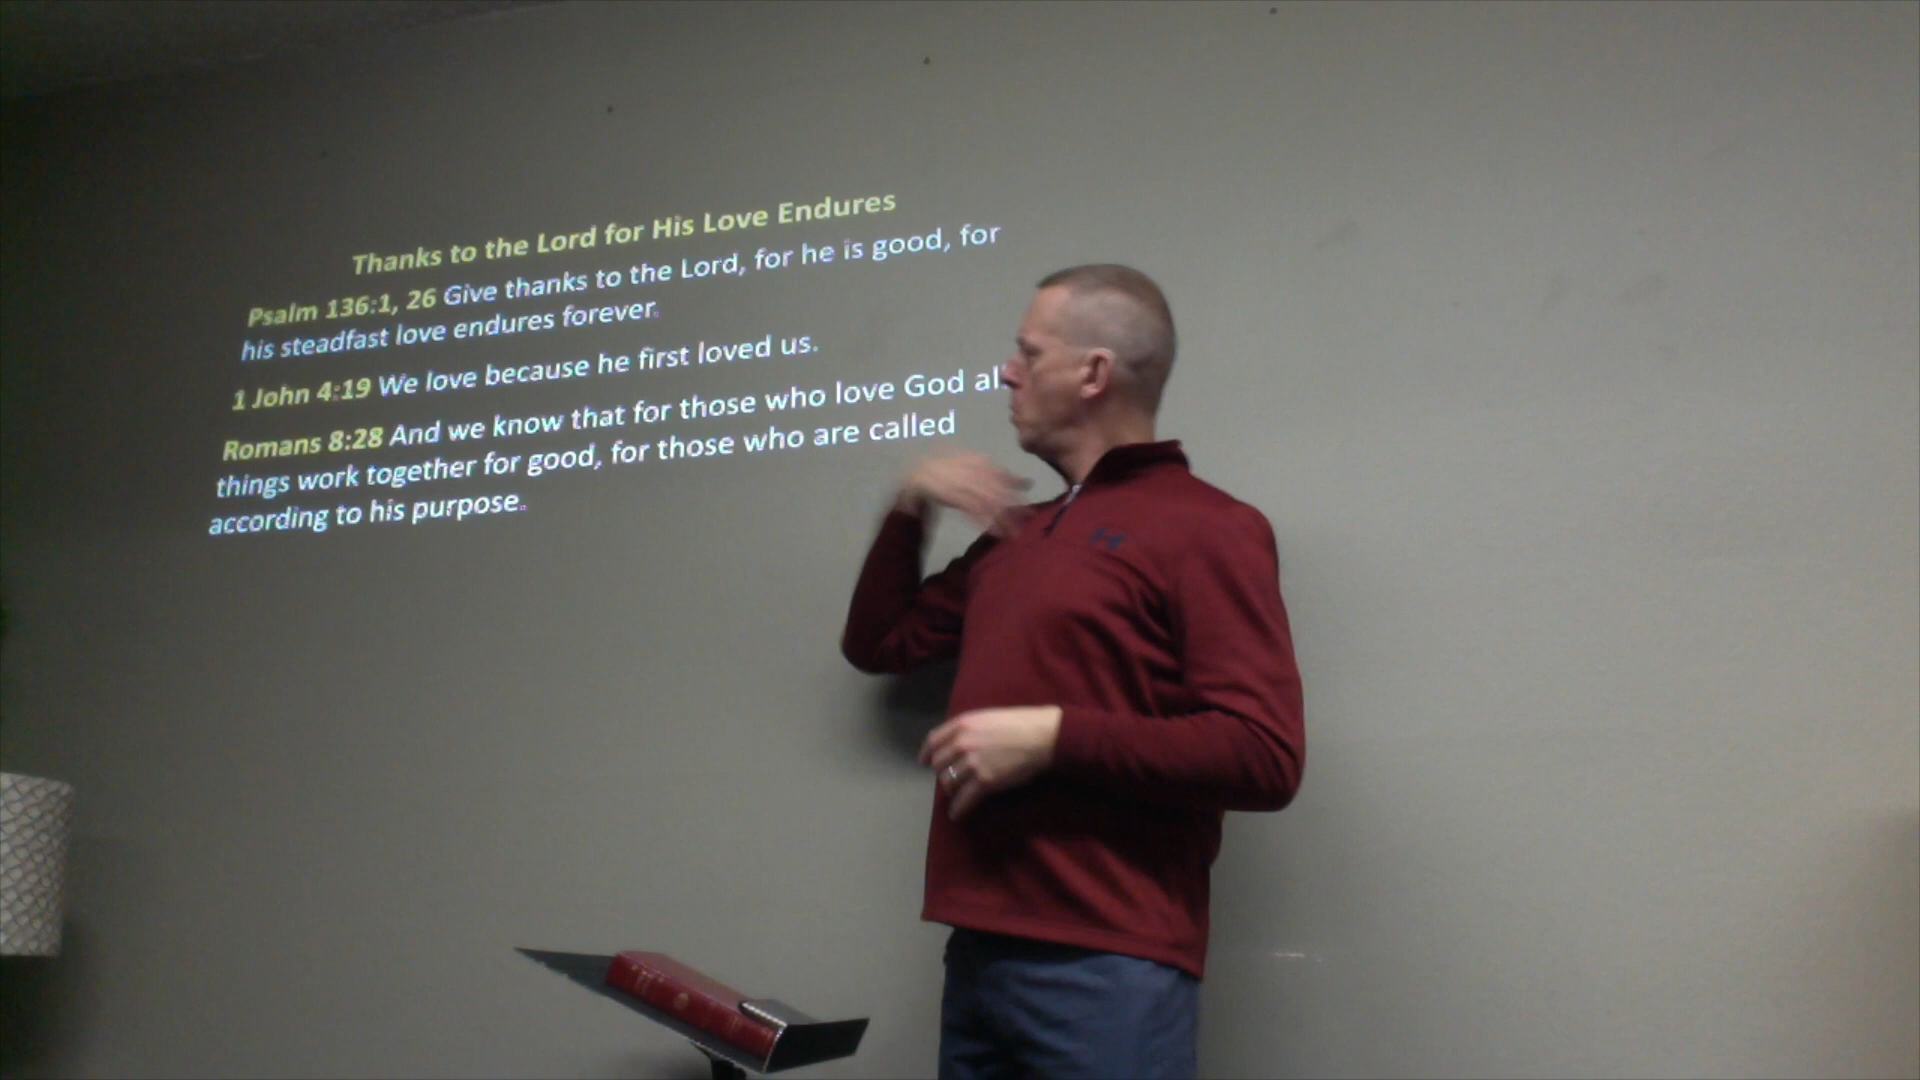 Thanks to the Lord for His Love Endures
Psalm 136:1, 26 Give thanks to the Lord, for he is good, for
his steadfast love endures forever.
1 John 4:19 We love because he first loved us.
Romans 8:28 And we know that for those who love God all
things work together for good, for those who are called
according to his purpose.